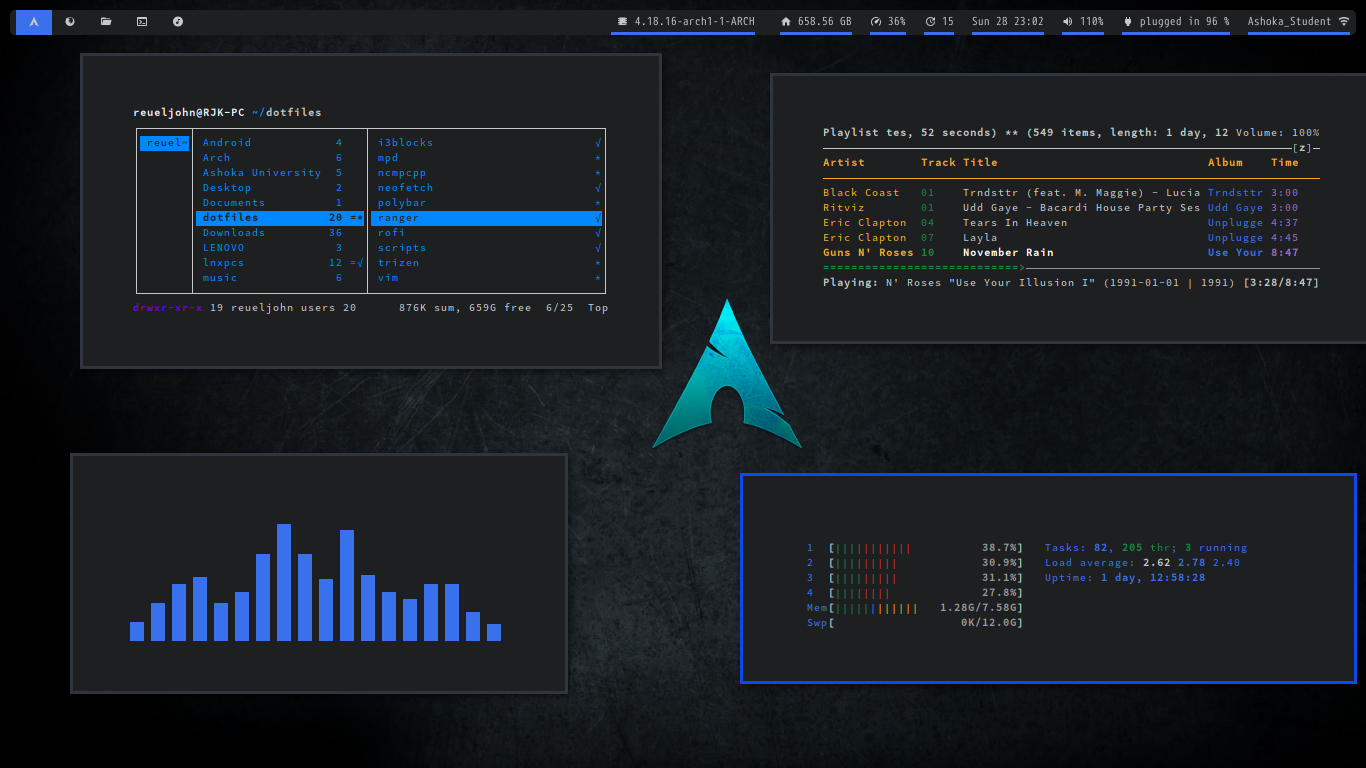 4.18.16-arch1-1-ARCH 658.56 GB 36% 15 Sun 28 23:02 110% plugged in 96 % Ashoka_Student
reueljohn@RJK-PC ~/dotfiles
reuel~ Android 4 i3blocks √
Arch 6 mpd *
Ashoka University 5 ncmpcpp *
Desktop 2 neofetch √
Documents 1 polybar *
dotfiles 20 =* ranger √
Downloads 36 rofi √
LENOVO 3 scripts √
lnxpcs 12 =√ trizen *
music 6 vim *
drwxr-xr-x 19 reueljohn users 20 876K sum, 659G free 6/25 Top
Playlist tes, 52 seconds) ** (549 items, length: 1 day, 12 Volume: 100%
[z]
Artist Track Title Album Time
Black Coast 01 Trndsttr (feat. M. Maggie) - Lucia Trndsttr 3:00
Ritviz 01 Udd Gaye - Bacardi House Party Ses Udd Gaye 3:00
Eric Clapton 04 Tears In Heaven Unplugge 4:37
Eric Clapton 07 Layla Unplugge 4:45
Guns N' Roses 10 November Rain Use Your 8:47
Playing: N' Roses "Use Your Illusion I" (1991-01-01 | 1991) [3:28/8:47]
1 [||||||||||| 38.7%] Tasks: 82, 205 thr; 3 running
2 [||||||||| 30.9%] Load average: 2.62 2.78 2.40
3 [||||||||| 31.1%] Uptime: 1 day, 12:58:28
4 [|||||||| 27.8%]
Mem[|||||||||||| 1.28G/7.58G]
Swp[ 0K/12.0G]